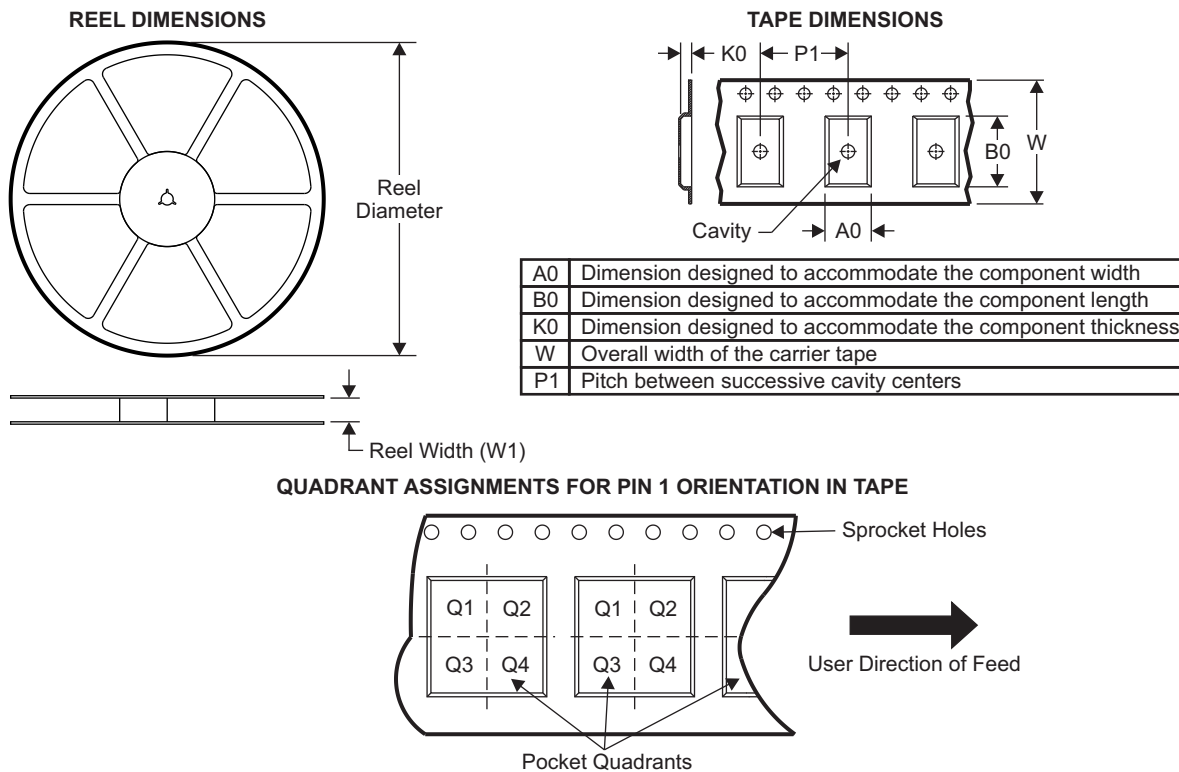 REEL DIMENSIONS
Reel
Diameter
Reel Width (W1)
TAPE DIMENSIONS
K0
P1
B0
W
Cavity
A0
A0 Dimension designed to accommodate the component width
B0 Dimension designed to accommodate the component length
K0 Dimension designed to accommodate the component thickness
W Overall width of the carrier tape
P1 Pitch between successive cavity centers
QUADRANT ASSIGNMENTS FOR PIN 1 ORIENTATION IN TAPE
Sprocket Holes
Q1 Q2 Q1 Q2
Q3 Q4 Q3 Q4
User Direction of Feed
Pocket Quadrants